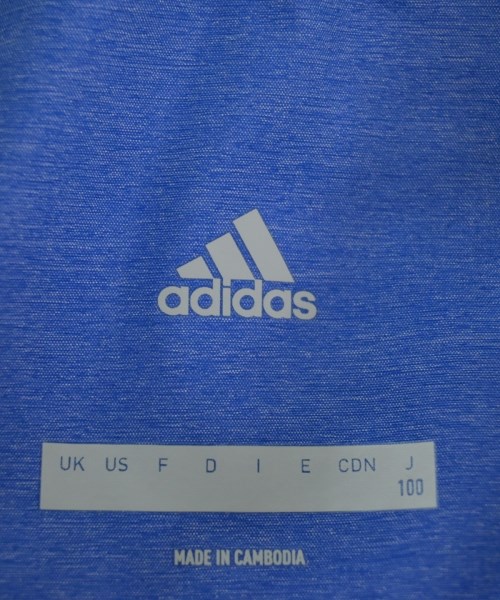 adidas
UK US F D I E CDN J
100
MADE IN CAMBODIA